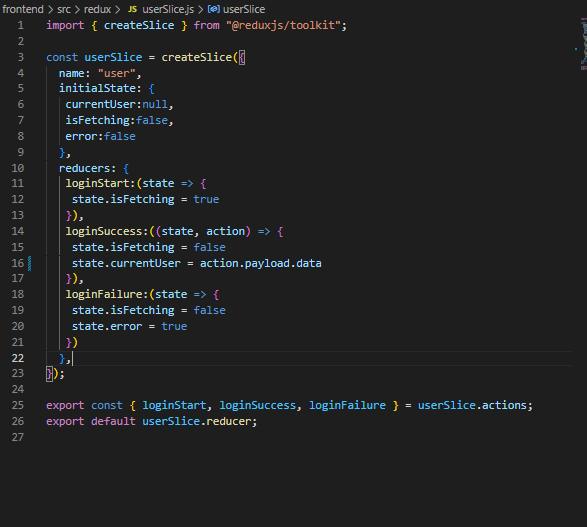 frontend > src > redux > JS userSlice.js > userSlice
1 import { createSlice } from "@reduxjs/toolkit";
2
3 const userSlice = createSlice({
4   name: "user",
5   initialState: {
6    currentUser:null,
7    isFetching:false,
8    error:false
9   },
10   reducers: {
11    loginStart:(state => {
12     state.isFetching = true
13    }),
14    loginSuccess:((state, action) => {
15     state.isFetching = false
16     state.currentUser = action.payload.data
17    }),
18    loginFailure:(state => {
19     state.isFetching = false
20     state.error = true
21    })
22   },
23 });
24
25 export const { loginStart, loginSuccess, loginFailure } = userSlice.actions;
26 export default userSlice.reducer;
27